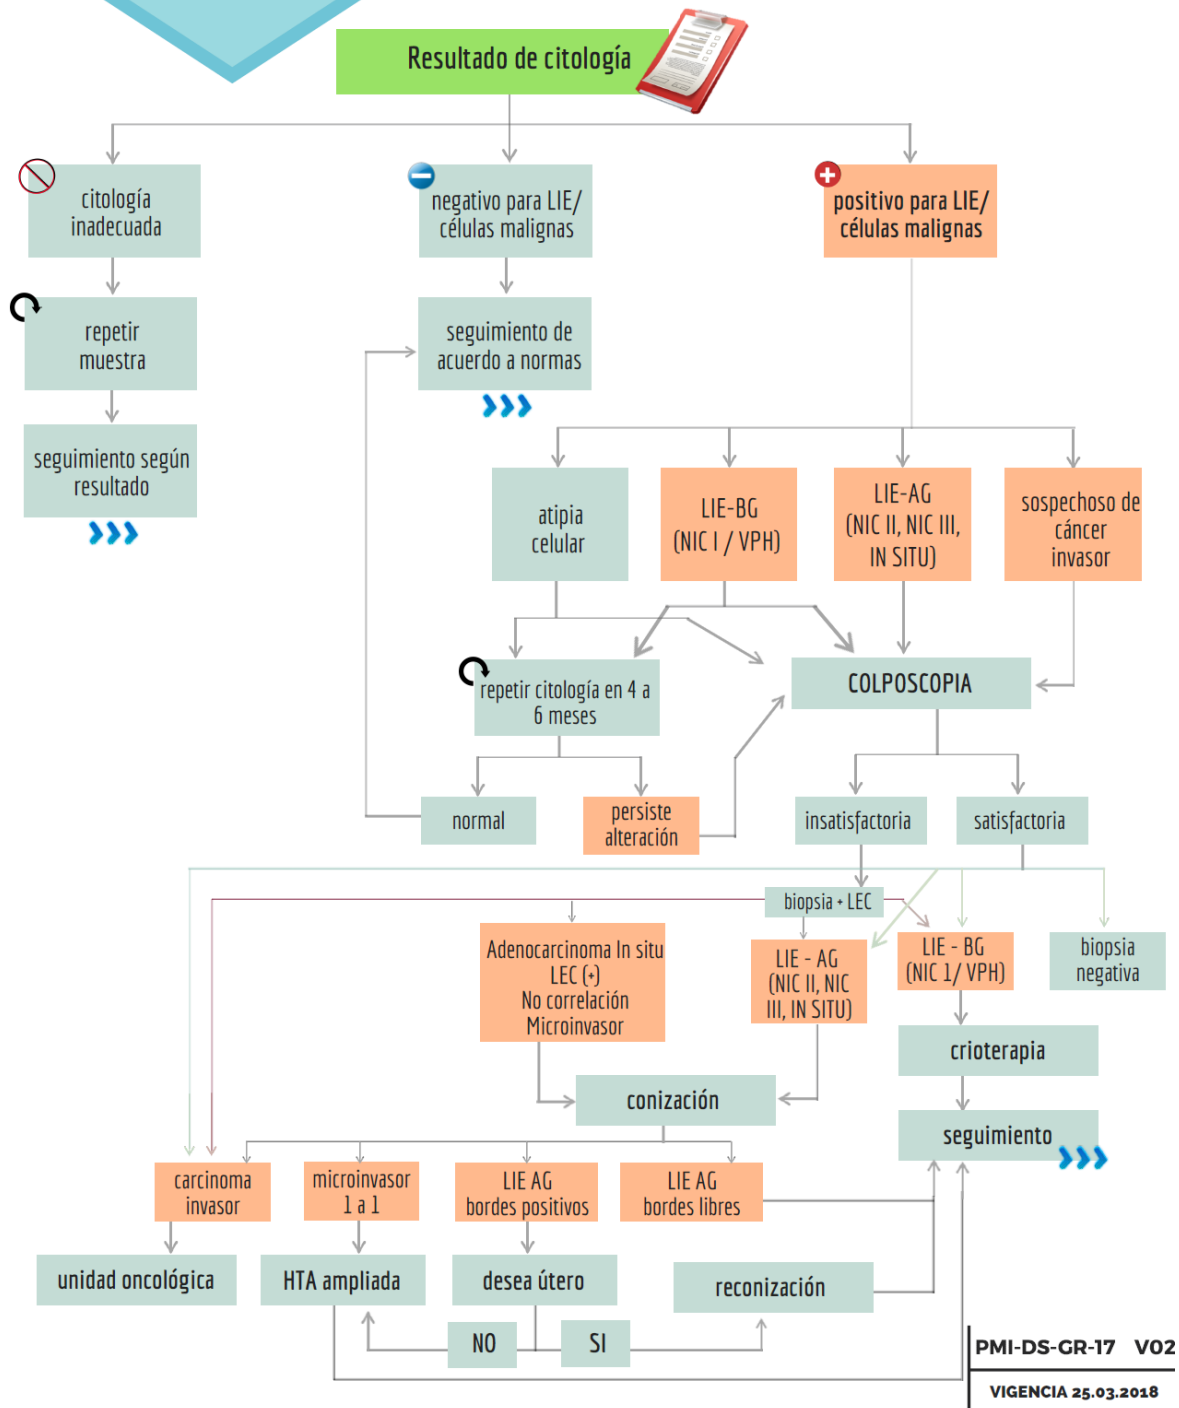 Resultado de citología
citología
inadecuada
negativo para LIE/
células malignas
positivo para LIE/
células malignas
repetir
muestra
seguimiento de
acuerdo a normas
seguimiento según
resultado
atipia
celular
LIE-BG
(NIC I / VPH)
LIE-AG
(NIC II, NIC III,
IN SITU)
sospechoso de
cáncer
invasor
repetir citología en 4 a
6 meses
COLPOSCOPIA
normal
persiste
alteración
insatisfactoria
satisfactoria
biopsia + LEC
Adenocarcinoma In situ
LEC (+)
No correlación
Microinvasor
LIE - AG
(NIC II, NIC
III, IN SITU)
LIE - BG
(NIC 1/ VPH)
biopsia
negativa
crioterapia
conización
seguimiento
carcinoma
invasor
microinvasor
1 a 1
LIE AG
bordes positivos
LIE AG
bordes libres
unidad oncológica
HTA ampliada
desea útero
reconización
NO
SI
PMI-DS-GR-17 V02
VIGENCIA 25.03.2018